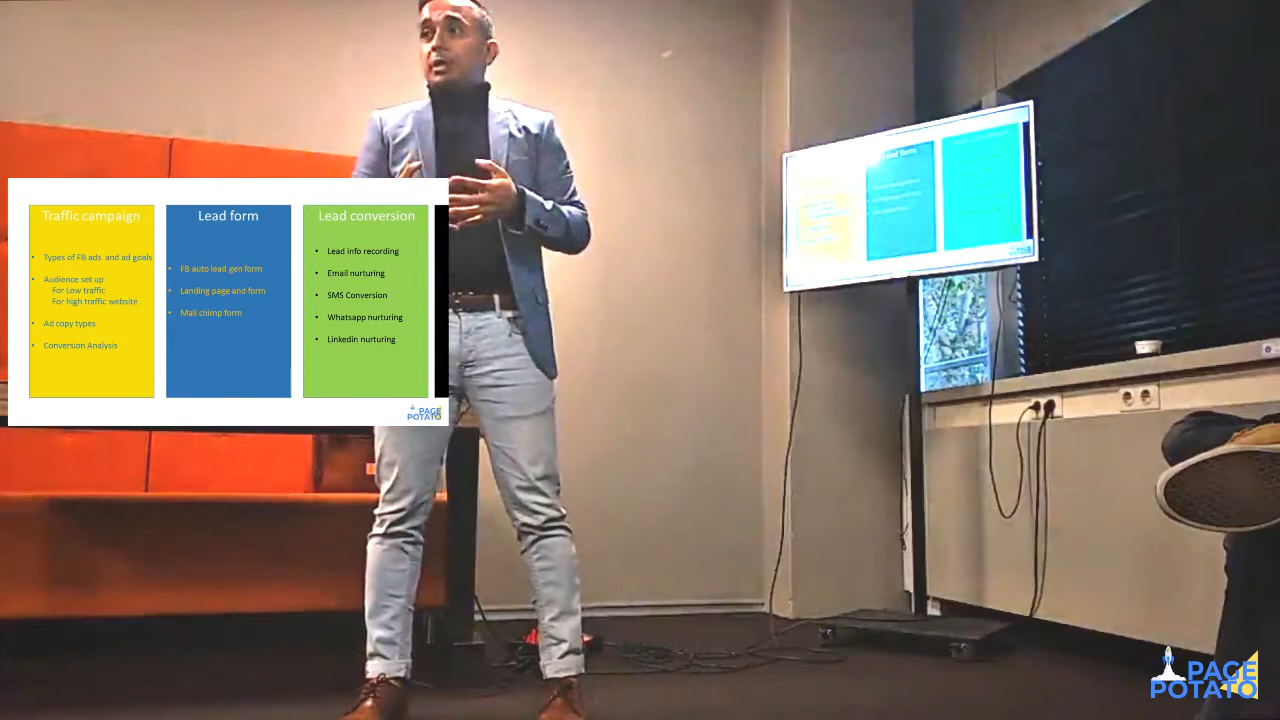 Traffic campaign
Types of FB ads and ad goals
Audience set up
For Low traffic
For high traffic website
Ad copy types
Conversion Analysis
Lead form
FB auto lead gen form
Landing page and form
Mail chimp form
Lead conversion
Lead info recording
Email nurturing
SMS Conversion
Whatsapp nurturing
Linkedin nurturing
PAGE
POTATO
Lead form
PAGE
POTATO